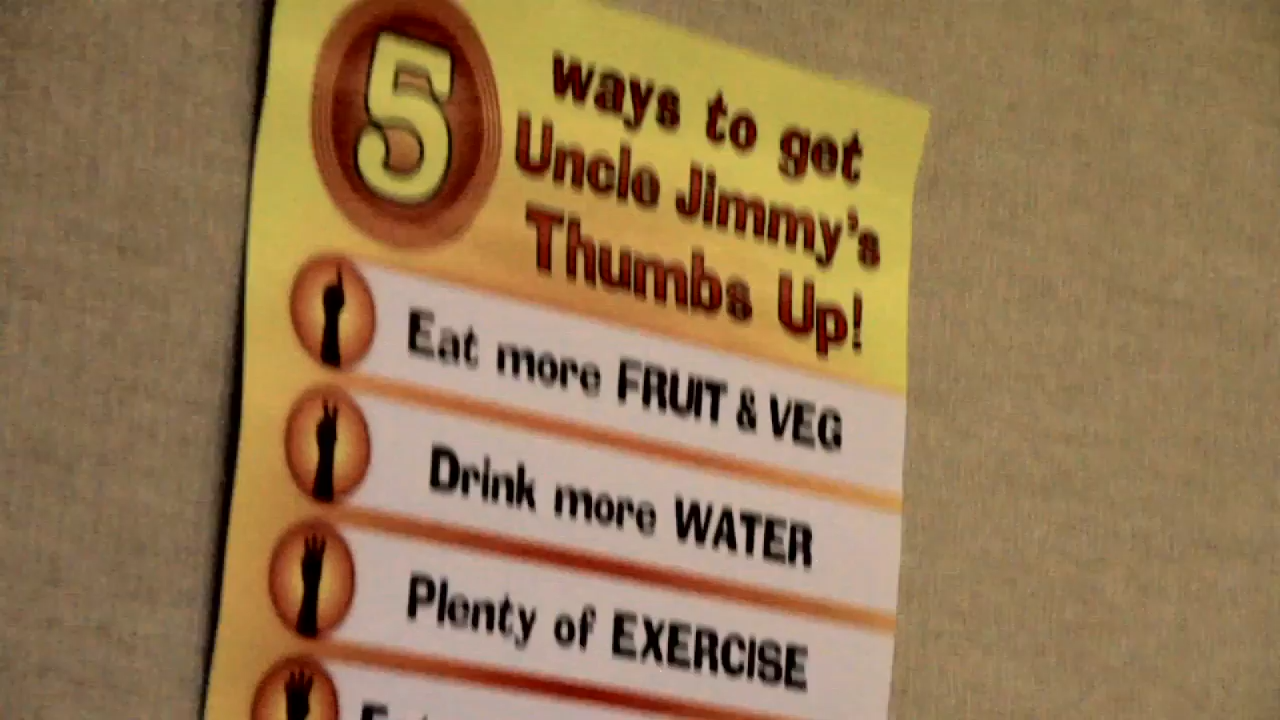 5
ways to get
Uncle Jimmy's
Thumbs Up!
Eat more FRUIT & VEG
Drink more WATER
Plenty of EXERCISE